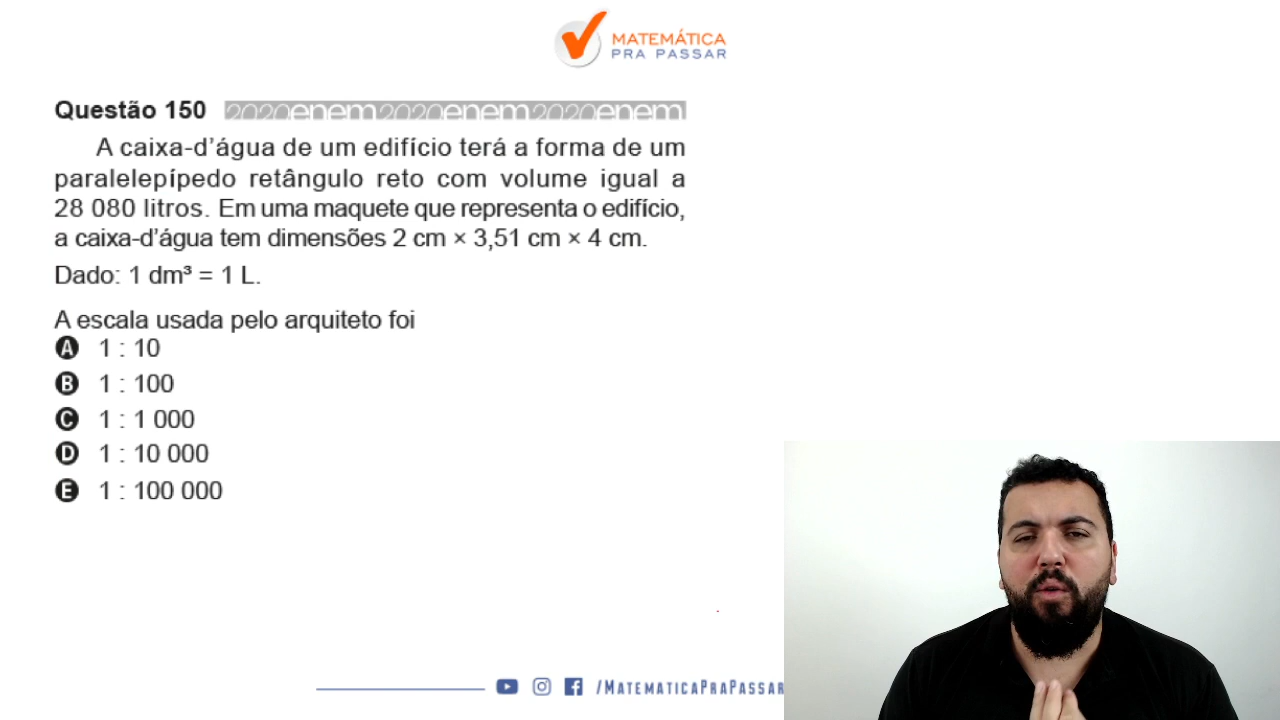 MATEMÁTICA
PRA PASSAR
Questão 150 2020enem2020enem2020enem
A caixa-d’água de um edifício terá a forma de um
paralelepípedo retângulo reto com volume igual a
28 080 litros. Em uma maquete que representa o edifício,
a caixa-d’água tem dimensões 2 cm × 3,51 cm × 4 cm.
Dado: 1 dm³ = 1 L.
A escala usada pelo arquiteto foi
A 1 : 10
B 1 : 100
C 1 : 1 000
D 1 : 10 000
E 1 : 100 000
/MATEMATICAPRAPASSAR